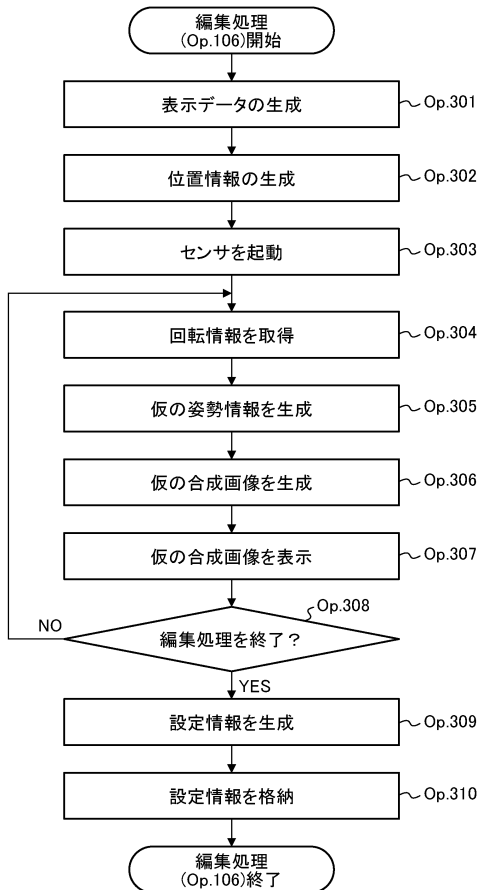 編集処理
(Op.106)開始
表示データの生成
Op.301
位置情報の生成
Op.302
センサを起動
Op.303
回転情報を取得
Op.304
仮の姿勢情報を生成
Op.305
仮の合成画像を生成
Op.306
仮の合成画像を表示
Op.307
Op.308
編集処理を終了？
NO
YES
設定情報を生成
Op.309
設定情報を格納
Op.310
編集処理
(Op.106)終了